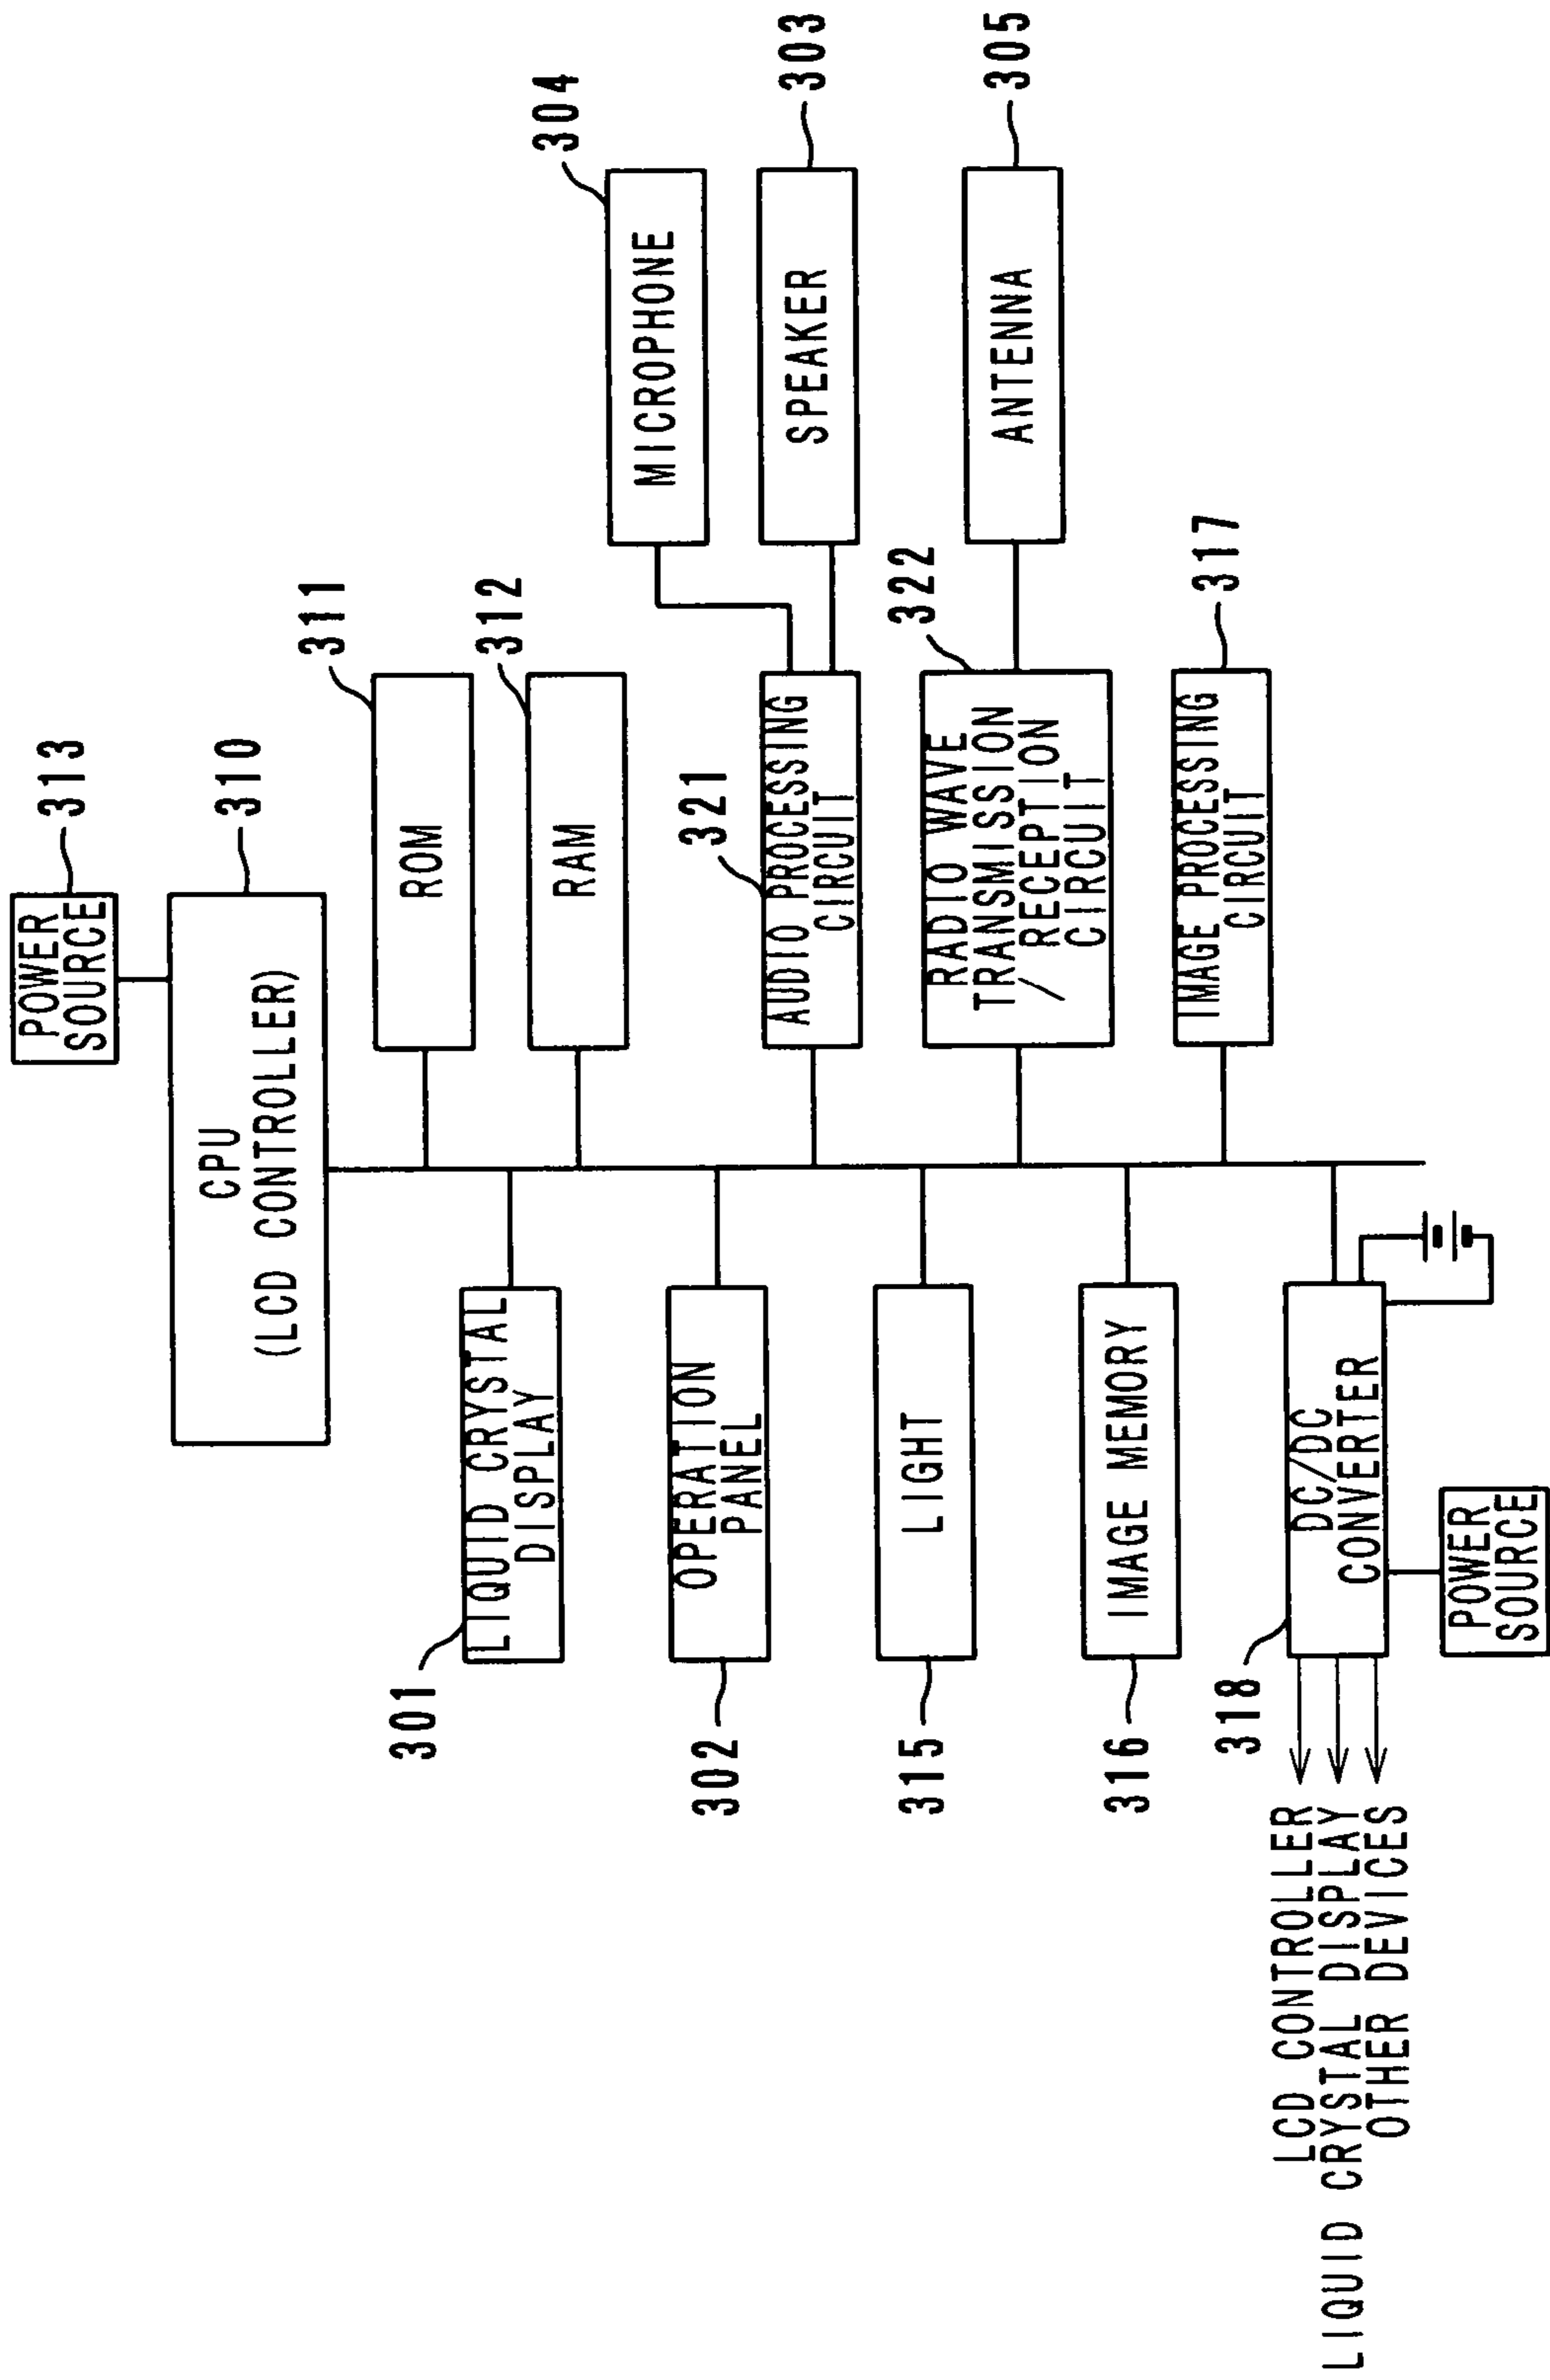 313
POWER
SOURCE
310
CPU
(LCD CONTROLLER)
311
ROM
312
RAM
304
MICROPHONE
303
SPEAKER
321
AUDIO PROCESSING
CIRCUIT
305
ANTENNA
322
RADIO WAVE
TRANSMISSION
/ RECEPTION
CIRCUIT
317
IMAGE PROCESSING
CIRCUIT
301
LIQUID CRYSTAL
DISPLAY
302
OPERATION
PANEL
315
LIGHT
316
IMAGE MEMORY
318
DC/DC
CONVERTER
POWER
SOURCE
LCD CONTROLLER
LIQUID CRYSTAL DISPLAY
OTHER DEVICES